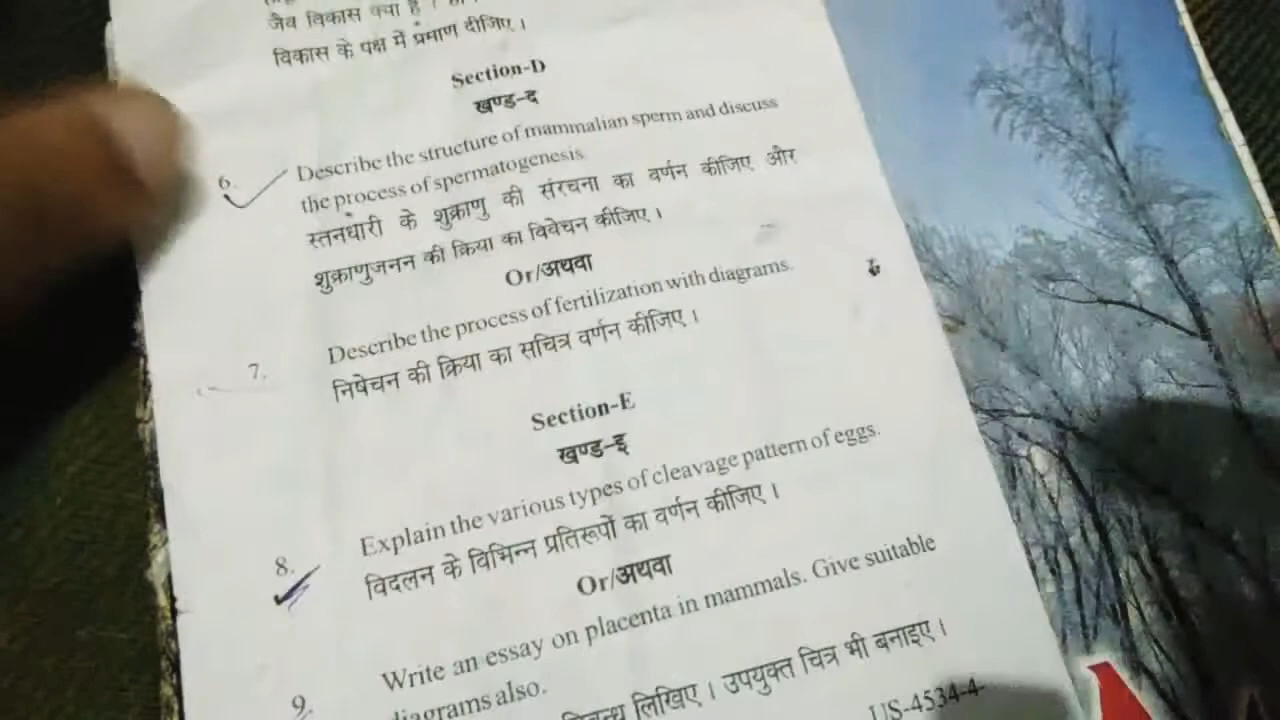 जैव विकास क्या है
विकास के पक्ष में प्रमाण दीजिए।
Section-D
खण्ड-द
6. Describe the structure of mammalian sperm and discuss
the process of spermatogenesis
स्तनधारी के शुक्राणु की संरचना का वर्णन कीजिए और
शुक्राणुजनन की क्रिया का विवेचन कीजिए।
Or/अथवा
7. Describe the process of fertilization with diagrams.
निषेचन की क्रिया का सचित्र वर्णन कीजिए।
Section-E
खण्ड-इ
8. Explain the various types of cleavage pattern of eggs.
विदलन के विभिन्न प्रतिरूपों का वर्णन कीजिए।
Or/अथवा
9. Write an essay on placenta in mammals. Give suitable
diagrams also.
लिखिए। उपयुक्त चित्र भी बनाइए।
US-4534-4-